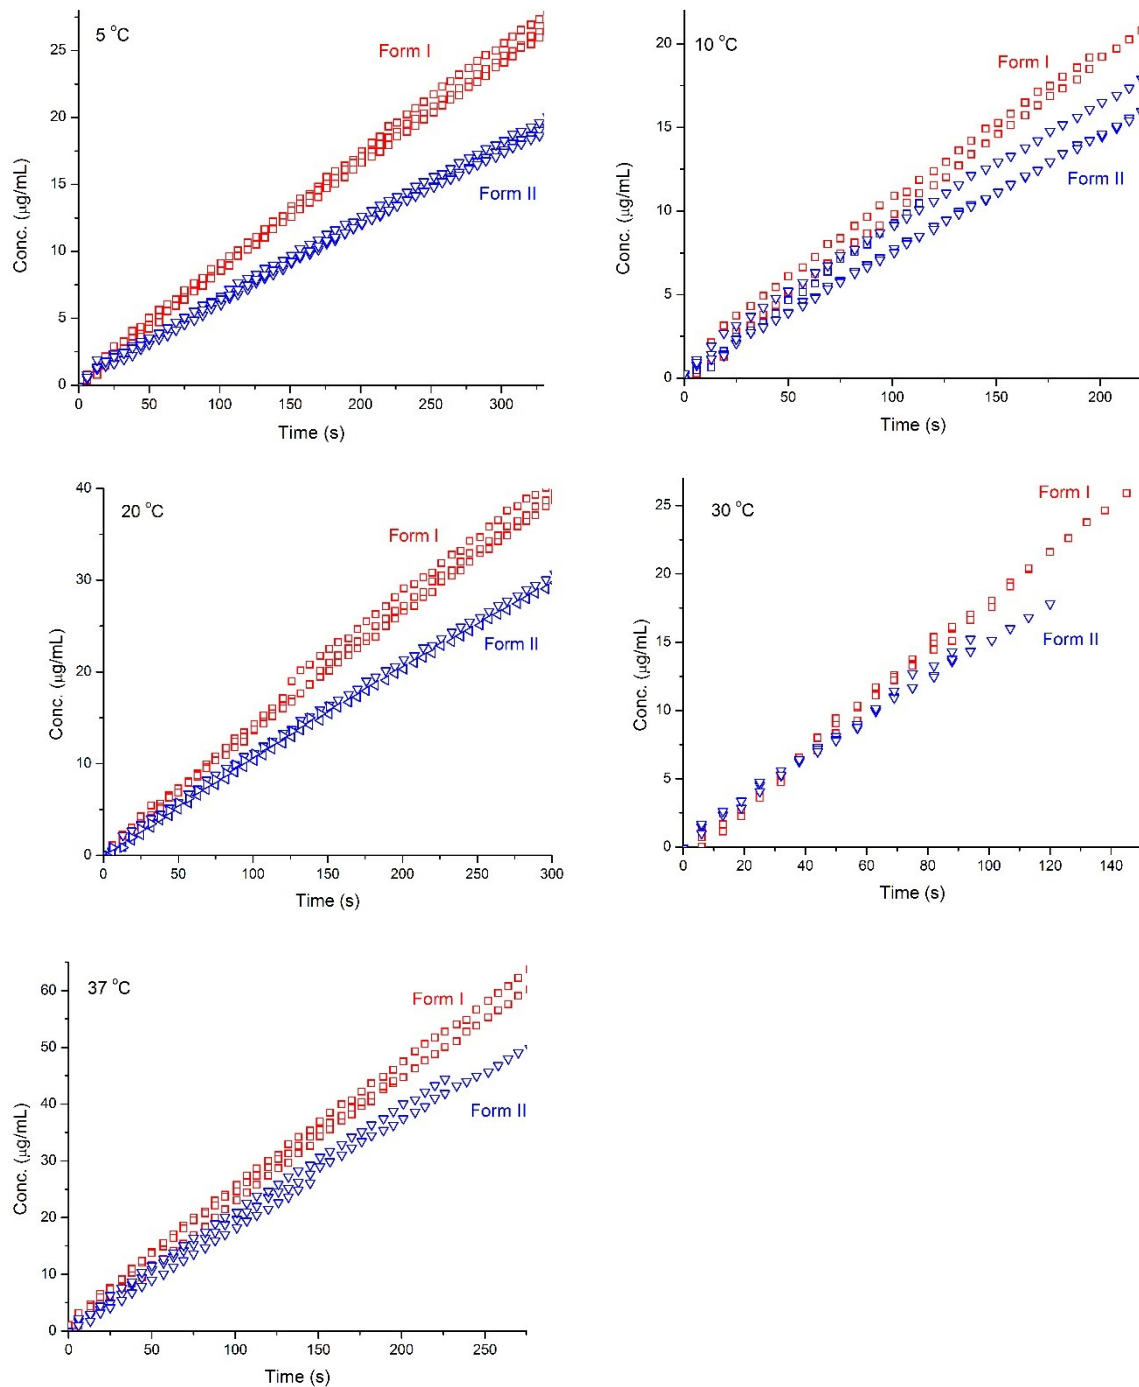 5 °C
Form I
Form II
Conc. (μg/mL)
25
20
15
10
5
0
0 50 100 150 200 250 300
Time (s)
10 °C
Form I
Form II
Conc. (μg/mL)
20
15
10
5
0
0 50 100 150 200
Time (s)
20 °C
Form I
Form II
Conc. (μg/mL)
40
30
20
10
0
0 50 100 150 200 250 300
Time (s)
30 °C
Form I
Form II
Conc. (μg/mL)
25
20
15
10
5
0
0 20 40 60 80 100 120 140
Time (s)
37 °C
Form I
Form II
Conc. (μg/mL)
60
50
40
30
20
10
0
0 50 100 150 200 250
Time (s)